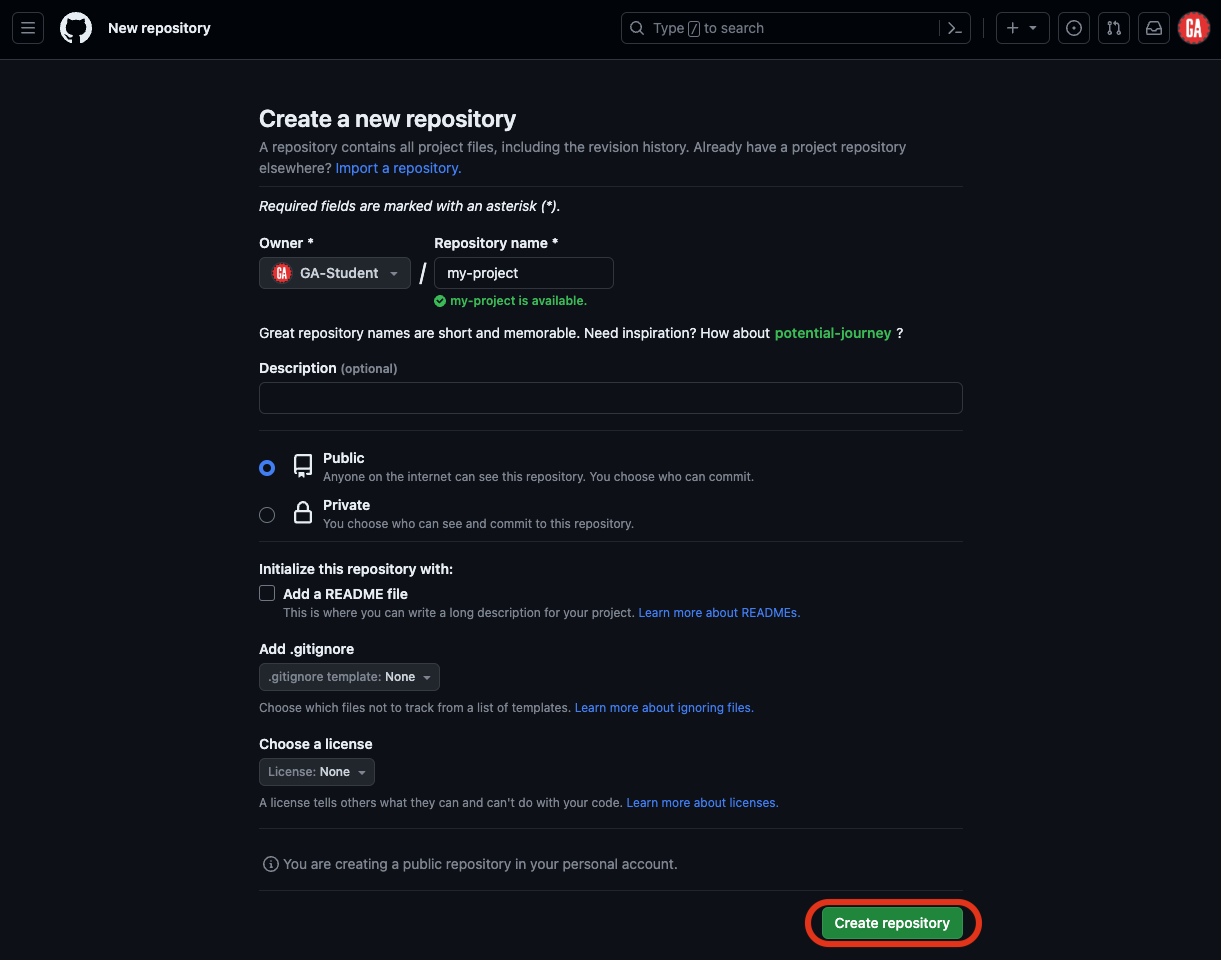 New repository
Type / to search
GA
Create a new repository
A repository contains all project files, including the revision history. Already have a project repository
elsewhere? Import a repository.
Required fields are marked with an asterisk (*).
Owner *
Repository name *
GA GA-Student / my-project
my-project is available.
Great repository names are short and memorable. Need inspiration? How about potential-journey ?
Description (optional)
Public
Anyone on the internet can see this repository. You choose who can commit.
Private
You choose who can see and commit to this repository.
Initialize this repository with:
Add a README file
This is where you can write a long description for your project. Learn more about READMEs.
Add .gitignore
.gitignore template: None
Choose which files not to track from a list of templates. Learn more about ignoring files.
Choose a license
License: None
A license tells others what they can and can't do with your code. Learn more about licenses.
You are creating a public repository in your personal account.
Create repository